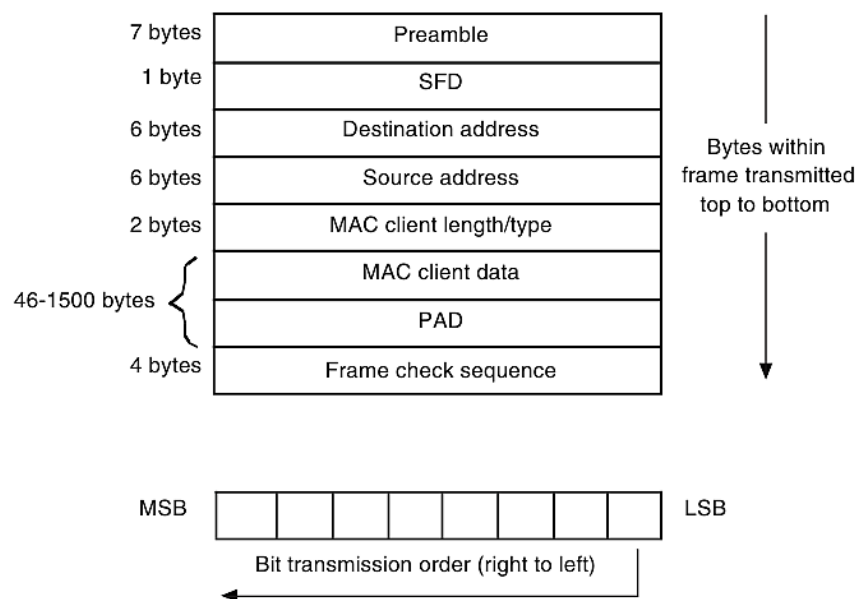 7 bytes
Preamble
1 byte
SFD
6 bytes
Destination address
6 bytes
Source address
2 bytes
MAC client length/type
46-1500 bytes
MAC client data
PAD
4 bytes
Frame check sequence
Bytes within
frame transmitted
top to bottom
MSB
LSB
Bit transmission order (right to left)